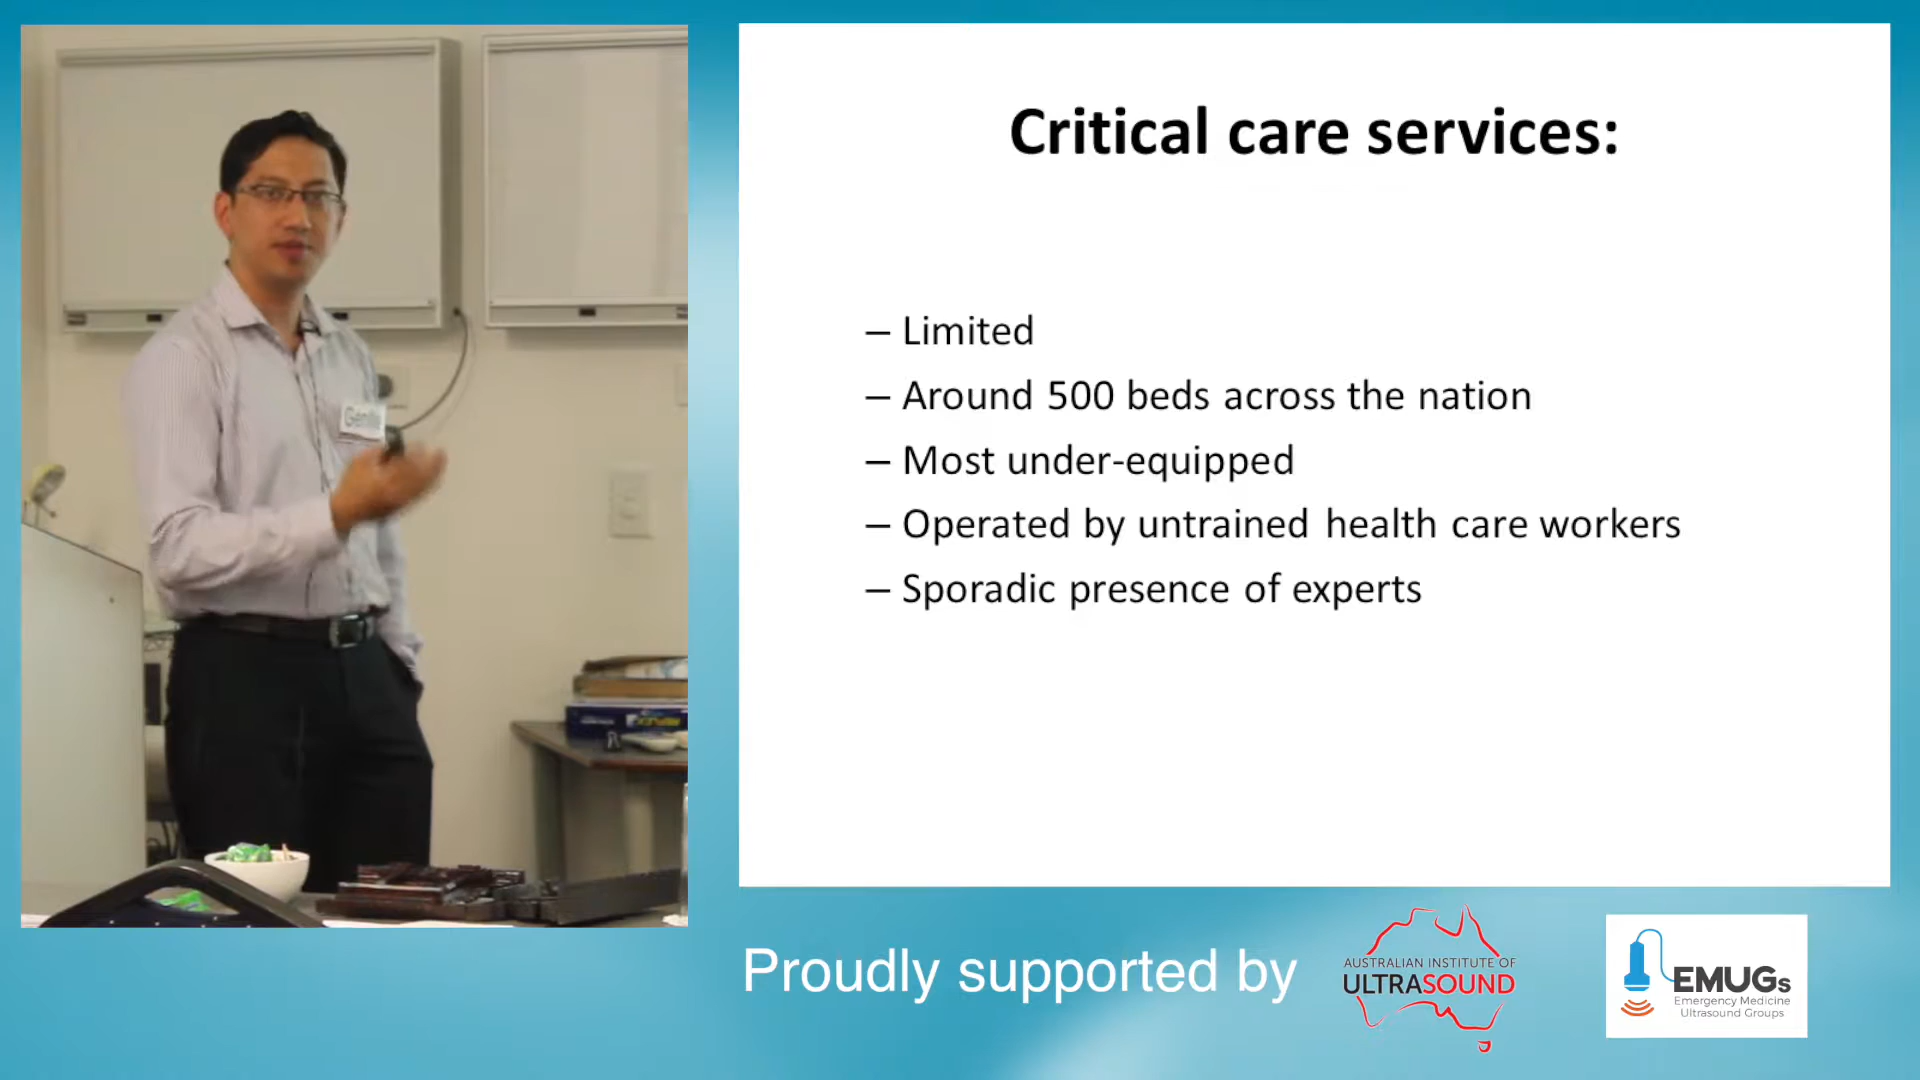 Critical care services:
– Limited
– Around 500 beds across the nation
– Most under-equipped
– Operated by untrained health care workers
– Sporadic presence of experts
Proudly supported by
AUSTRALIAN INSTITUTE OF
ULTRASOUND
EMUGs
Emergency Medicine
Ultrasound Groups